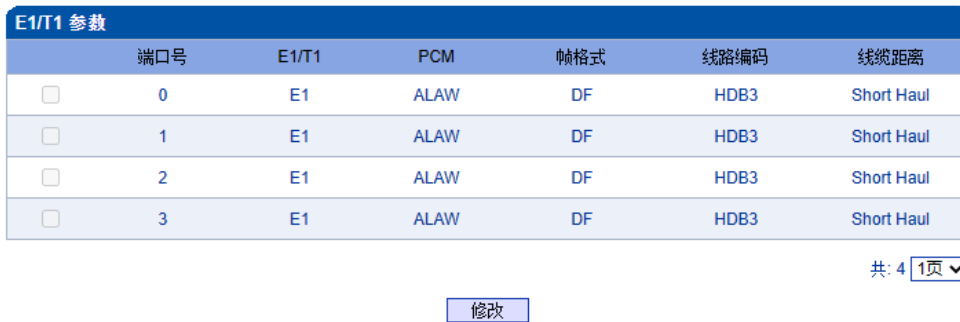 E1/T1 参数
端口号 E1/T1 PCM 帧格式 线路编码 线缆距离
0 E1 ALAW DF HDB3 Short Haul
1 E1 ALAW DF HDB3 Short Haul
2 E1 ALAW DF HDB3 Short Haul
3 E1 ALAW DF HDB3 Short Haul
共: 4 1页
修改